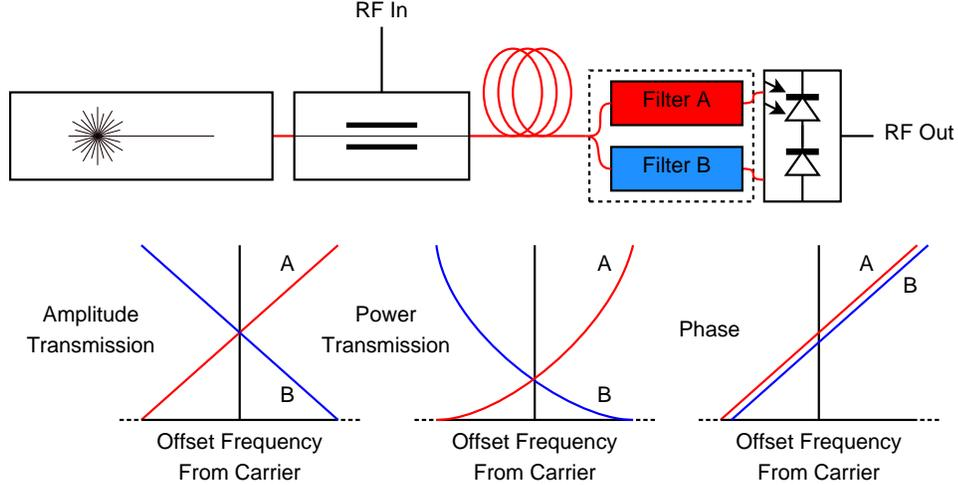 RF In
Filter A
Filter B
RF Out
A
B
Amplitude
Transmission
Offset Frequency
From Carrier
A
B
Power
Transmission
Offset Frequency
From Carrier
A
B
Phase
Offset Frequency
From Carrier